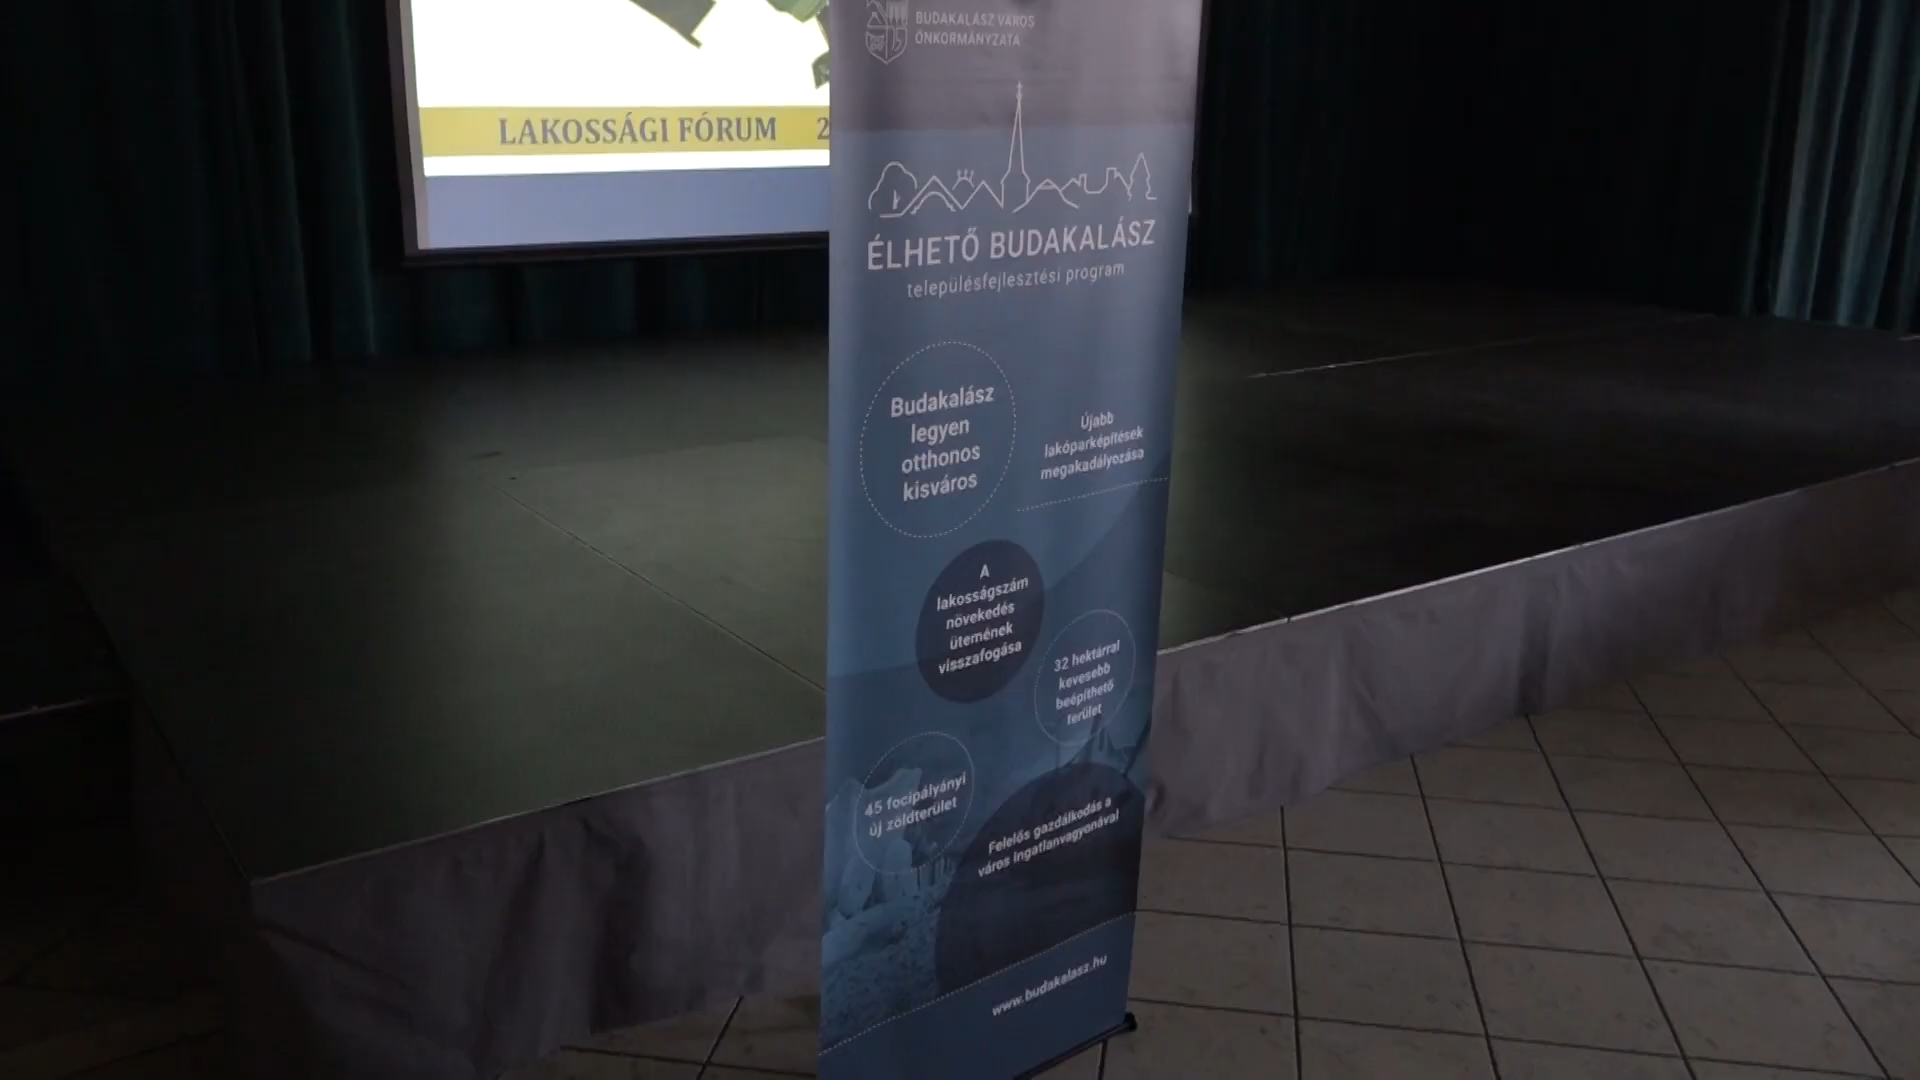 BUDAKALÁSZ VÁROS
ÖNKORMÁNYZATA
LAKOSSÁGI FÓRUM
ÉLHETŐ BUDAKALÁSZ
településfejlesztési program
Budakalász
legyen
otthonos
kisváros
Újabb
lakóparképítések
megakadályozása
A
lakosságszám
növekedés
ütemének
visszafogása
32 hektárral
kevesebb
beépíthető
terület
45 focipályányi
új zöldterület
Felelős gazdálkodás a
város ingatlanvagyonával
www.budakalasz.hu